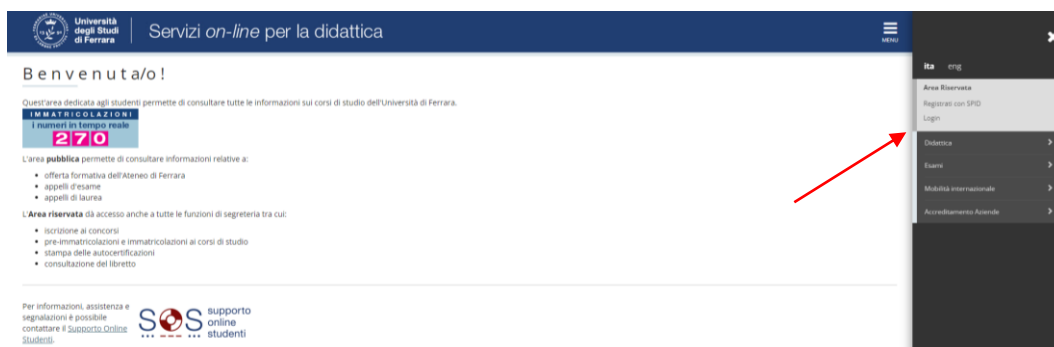 Università
degli Studi
di Ferrara
Servizi on-line per la didattica
MENU
Benvenuta/o!
Quest'area dedicata agli studenti permette di consultare tutte le informazioni sui corsi di studio dell'Università di Ferrara.
IMMATRICOLAZIONI
i numeri in tempo reale
270
L'area pubblica permette di consultare informazioni relative a:
• offerta formativa dell'Ateneo di Ferrara
• appelli d'esame
• appelli di laurea
L'Area riservata dà accesso anche a tutte le funzioni di segreteria tra cui:
• iscrizione ai concorsi
• pre-immatricolazioni e immatricolazioni ai corsi di studio
• stampa delle autocertificazioni
• consultazione del libretto
Per informazioni, assistenza e
segnalazioni è possibile
contattare il Supporto Online
Studenti.
SOS supporto
online
studenti
ita eng
Area Riservata
Registrati con SPID
Login
Didattica
Esami
Mobilità internazionale
Accreditamento Aziende